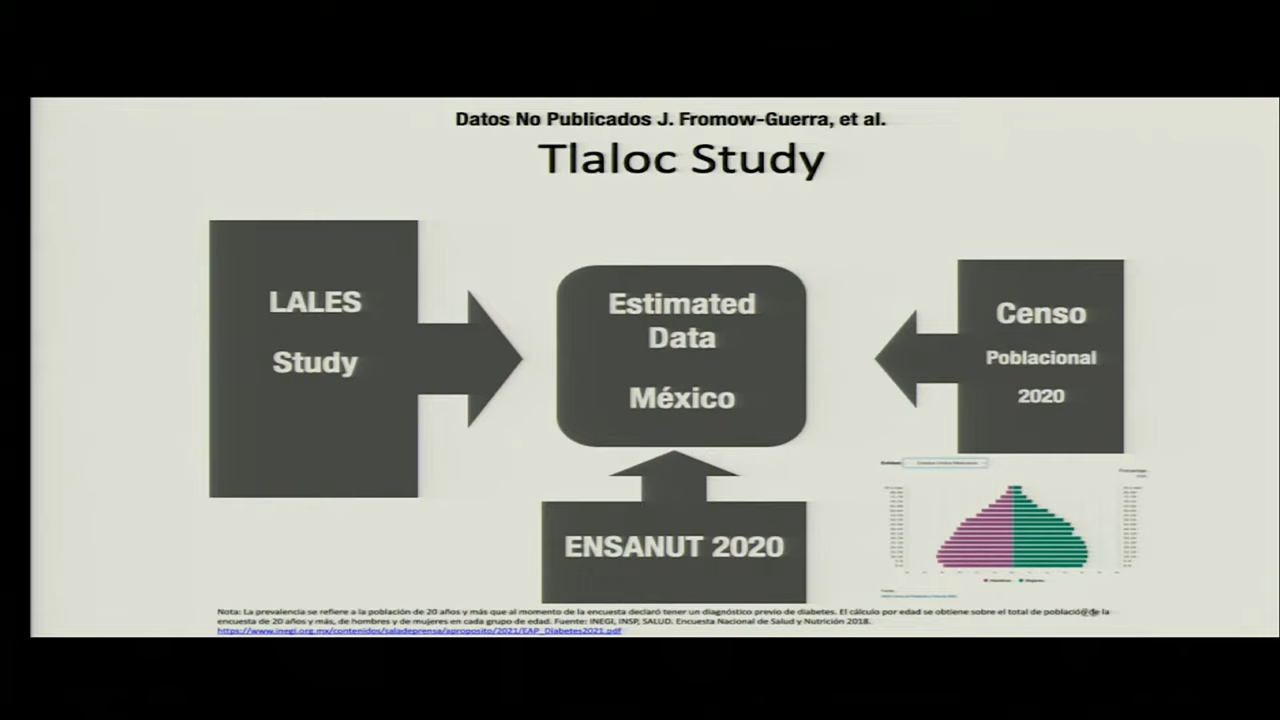 Datos No Publicados J. Fromow-Guerra, et al.
Tlaloc Study
LALES
Study
Estimated
Data
México
Censo
Poblacional
2020
ENSANUT 2020
Nota: La prevalencia se refiere a la población de 20 años y más que al momento de la encuesta declaró tener un diagnóstico previo de diabetes. El cálculo por edad se obtiene sobre el total de población de la
encuesta de 20 años y más, de hombres y de mujeres en cada grupo de edad. Fuente: INEGI, INSP, SALUD. Encuesta Nacional de Salud y Nutrición 2018.
https://www.inegi.org.mx/contenidos/saladeprensa/aproposito/2021/EAP_Diabetes2021.pdf